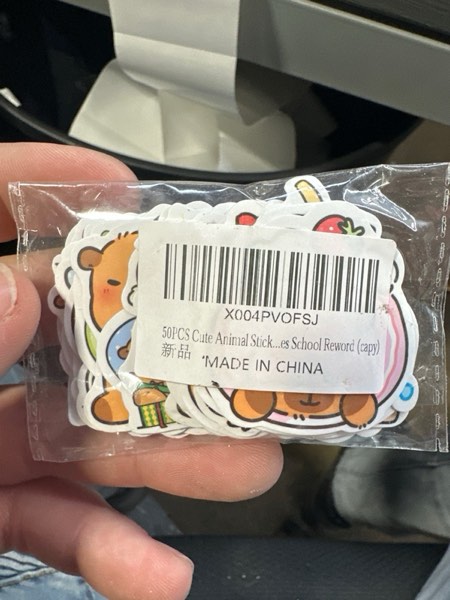 X004PVOFSJ
50PCS Cute Animal Stick...es School Reword (capy)
新品 'MADE IN CHINA